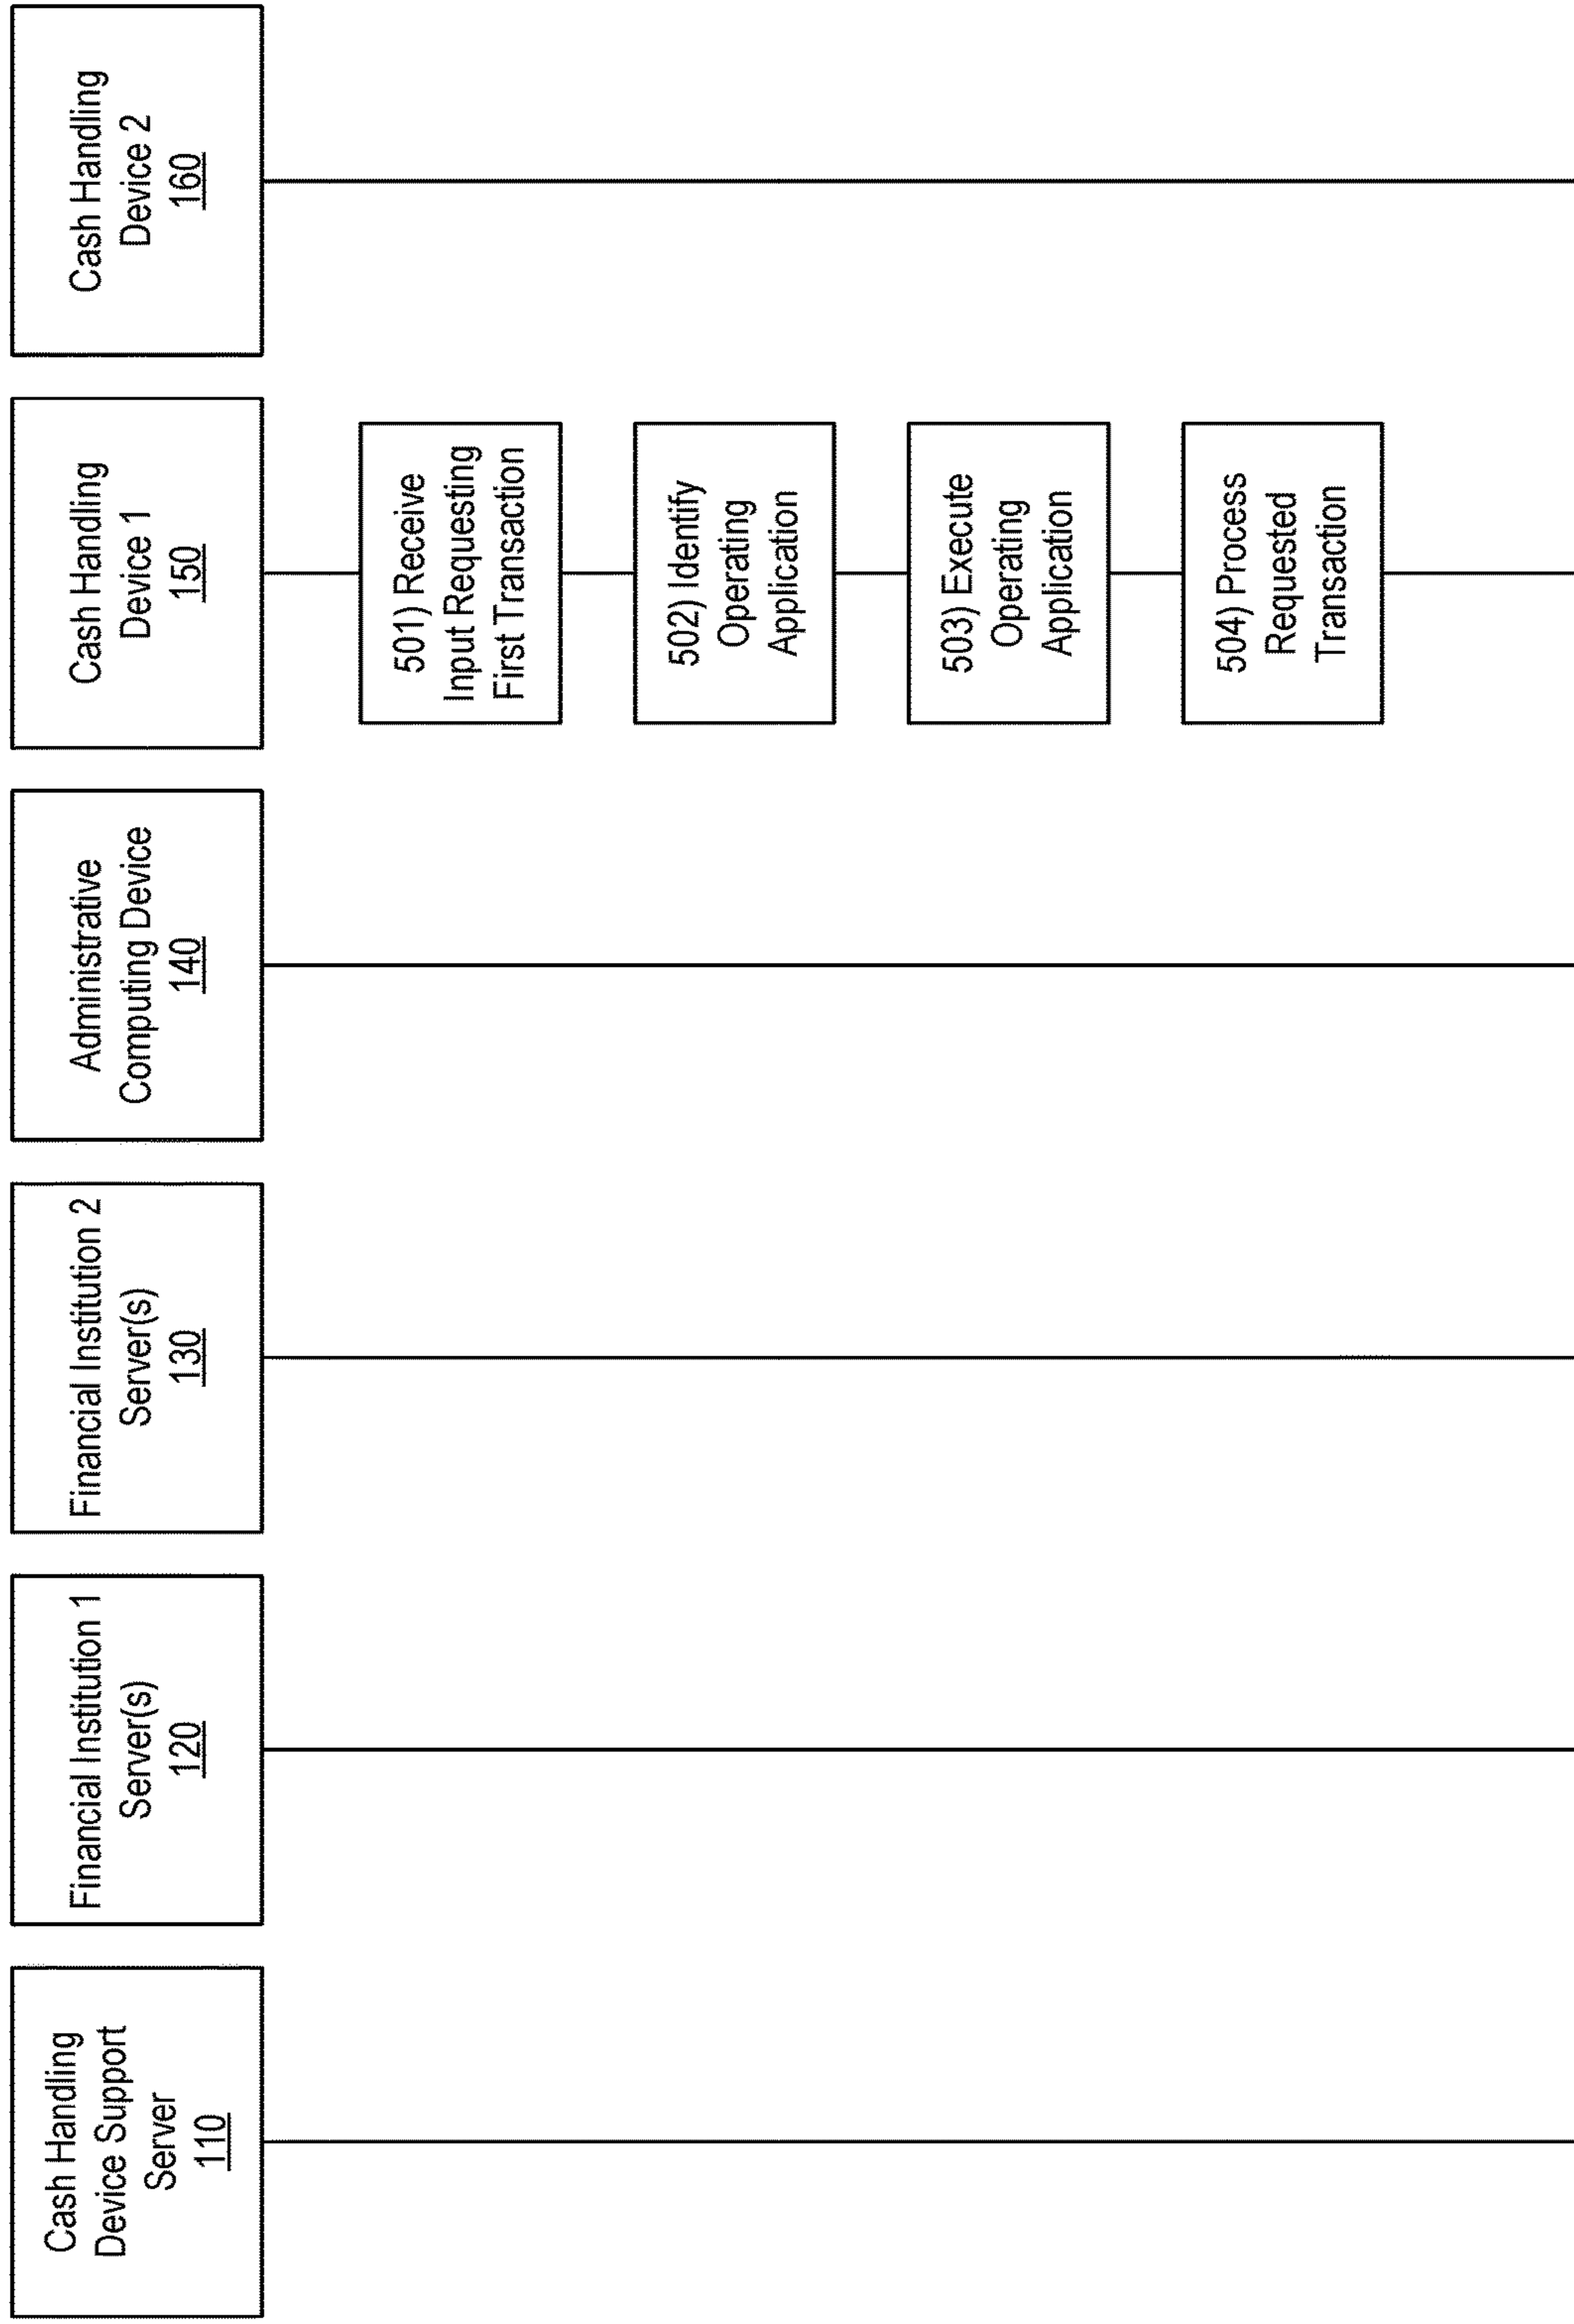 Cash Handling
Device Support
Server
110
Financial Institution 1
Server(s)
120
Financial Institution 2
Server(s)
130
Administrative
Computing Device
140
Cash Handling
Device 1
150
Cash Handling
Device 2
160
501) Receive
Input Requesting
First Transaction
502) Identify
Operating
Application
503) Execute
Operating
Application
504) Process
Requested
Transaction